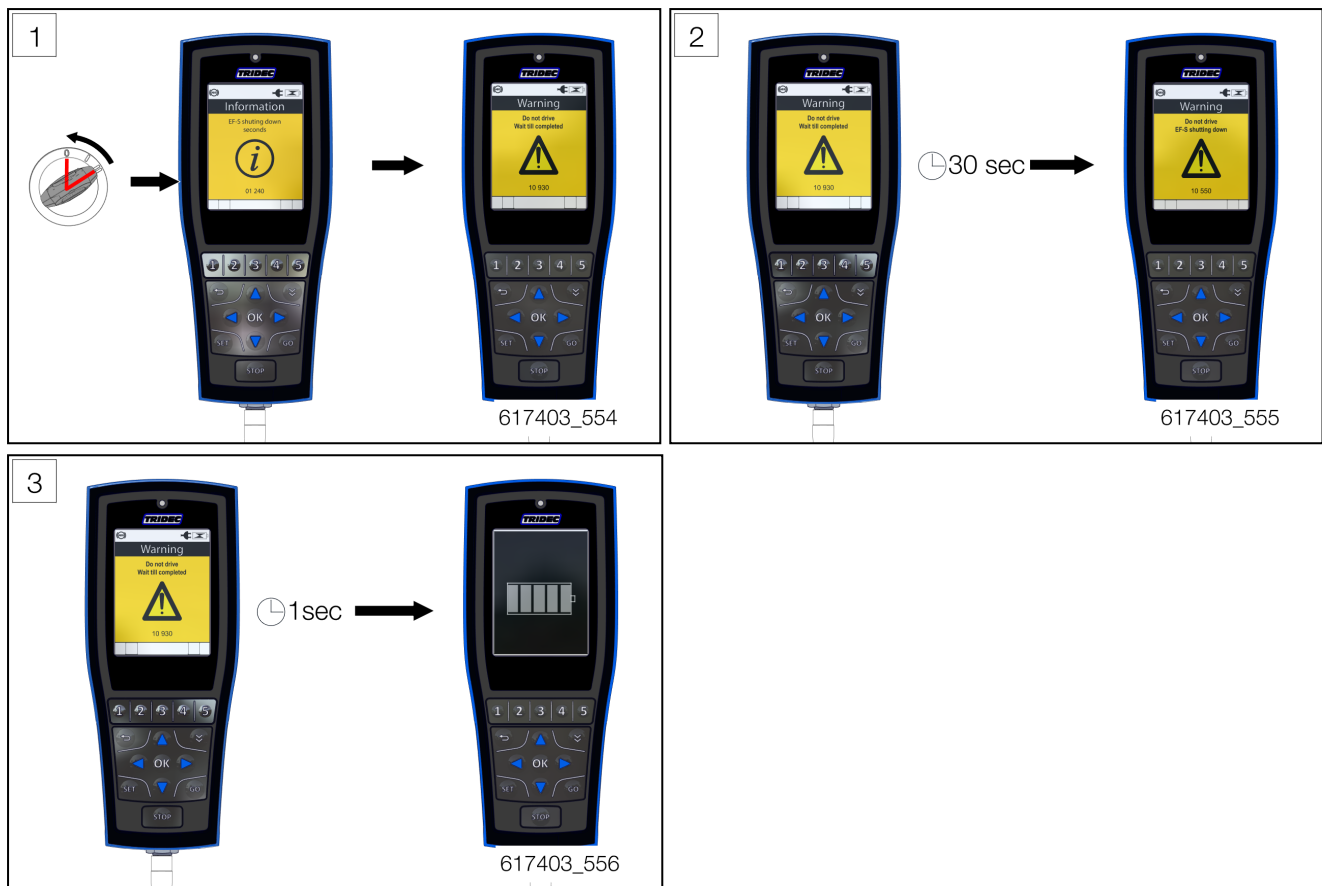 1
0
TRIDEC
Information
EF-S shutting down
seconds
i
01 240
1 2 3 4 5
OK
SET
GO
STOP
TRIDEC
Warning
Do not drive
Wait till completed
!
10 930
1 2 3 4 5
OK
SET
GO
STOP
617403_554
2
TRIDEC
Warning
Do not drive
Wait till completed
!
10 930
1 2 3 4 5
OK
SET
GO
STOP
30 sec
TRIDEC
Warning
Do not drive
EF-S shutting down
!
10 550
1 2 3 4 5
OK
SET
GO
STOP
617403_555
3
TRIDEC
Warning
Do not drive
Wait till completed
!
10 930
1 2 3 4 5
OK
SET
GO
STOP
1sec
TRIDEC
1 2 3 4 5
OK
SET
GO
STOP
617403_556